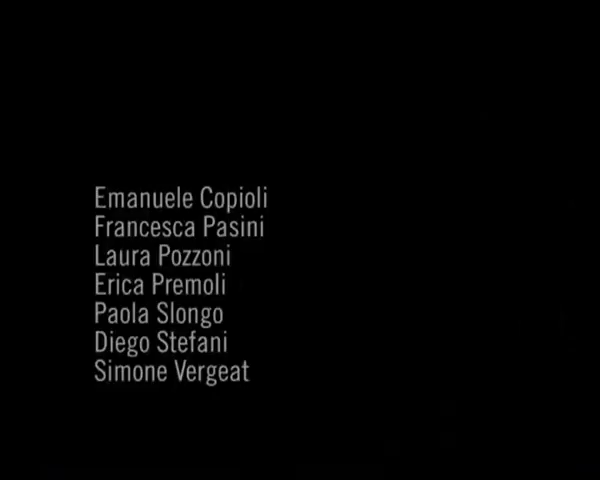 Emanuele Copioli
Francesca Pasini
Laura Pozzoni
Erica Premoli
Paola Slongo
Diego Stefani
Simone Vergeat